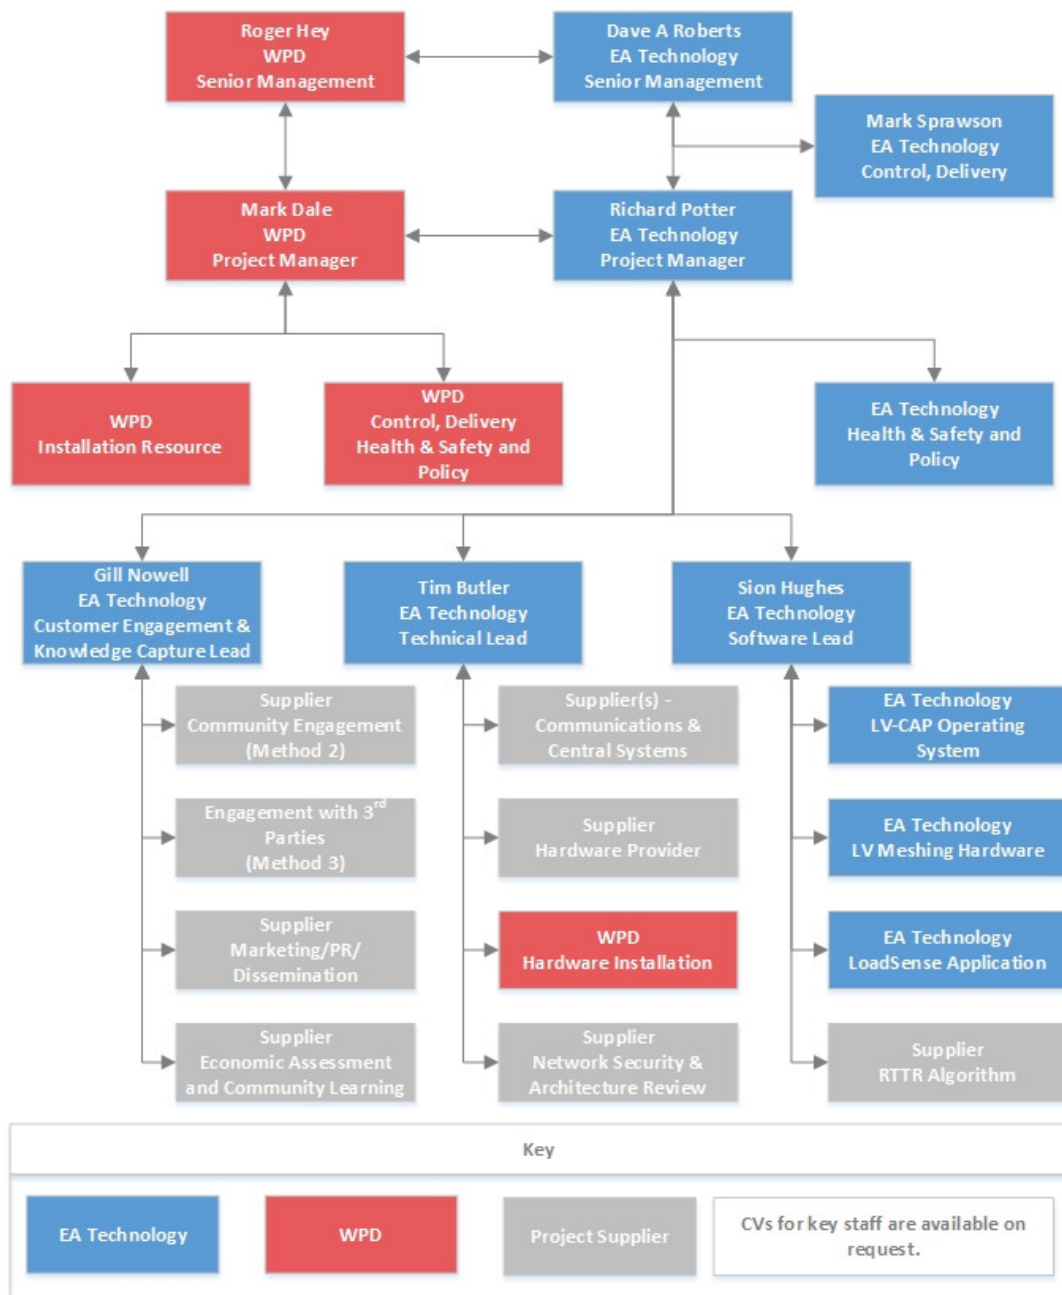 Roger Hey
WPD
Senior Management
Dave A Roberts
EA Technology
Senior Management
Mark Sprawson
EA Technology
Control, Delivery
Mark Dale
WPD
Project Manager
Richard Potter
EA Technology
Project Manager
WPD
Installation Resource
WPD
Control, Delivery
Health & Safety and
Policy
EA Technology
Health & Safety and
Policy
Gill Nowell
EA Technology
Customer Engagement &
Knowledge Capture Lead
Tim Butler
EA Technology
Technical Lead
Sion Hughes
EA Technology
Software Lead
Supplier
Community Engagement
(Method 2)
Supplier(s) -
Communications &
Central Systems
EA Technology
LV-CAP Operating
System
Engagement with 3rd
Parties
(Method 3)
Supplier
Hardware Provider
EA Technology
LV Meshing Hardware
Supplier
Marketing/PR/
Dissemination
WPD
Hardware Installation
EA Technology
LoadSense Application
Supplier
Economic Assessment
and Community Learning
Supplier
Network Security &
Architecture Review
Supplier
RTTR Algorithm
Key
EA Technology
WPD
Project Supplier
CVs for key staff are available on
request.